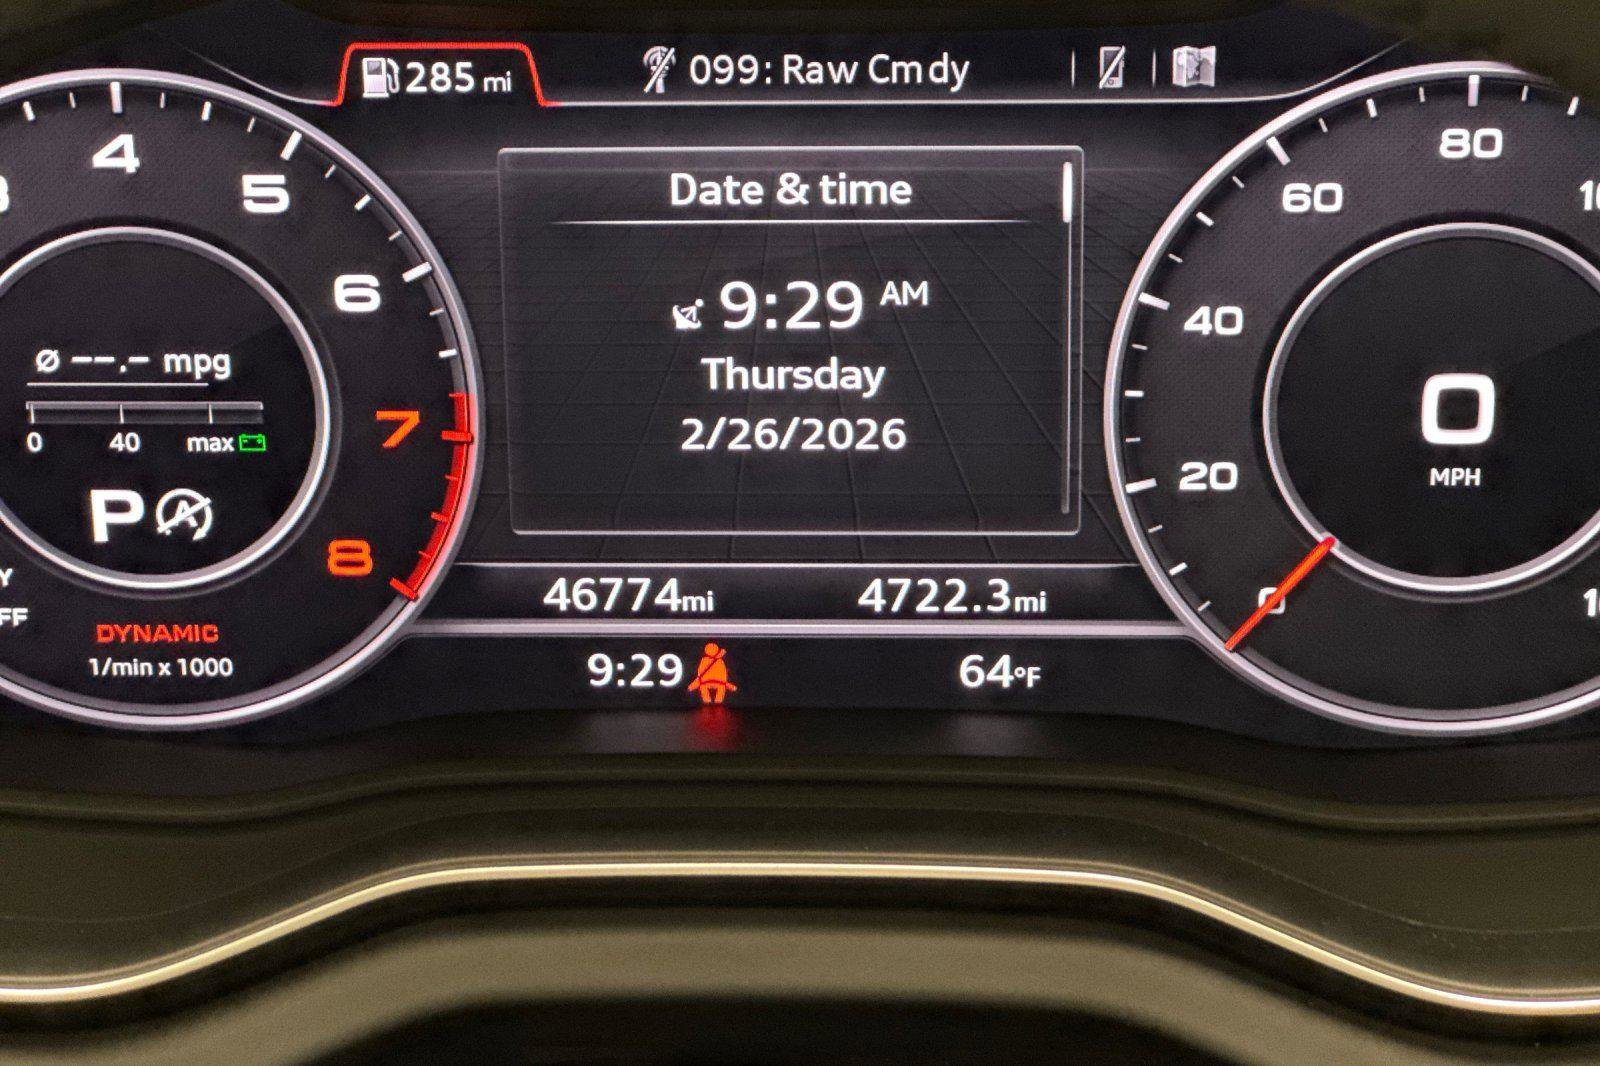 285 mi
099: Raw Cmdy
Date & time
9:29 AM
Thursday
2/26/2026
46774mi
4722.3mi
9:29
64°F
3
4
5
6
7
8
Ø --.- mpg
0
40
max
P
A
DYNAMIC
1/min x 1000
0
20
40
60
80
0
MPH